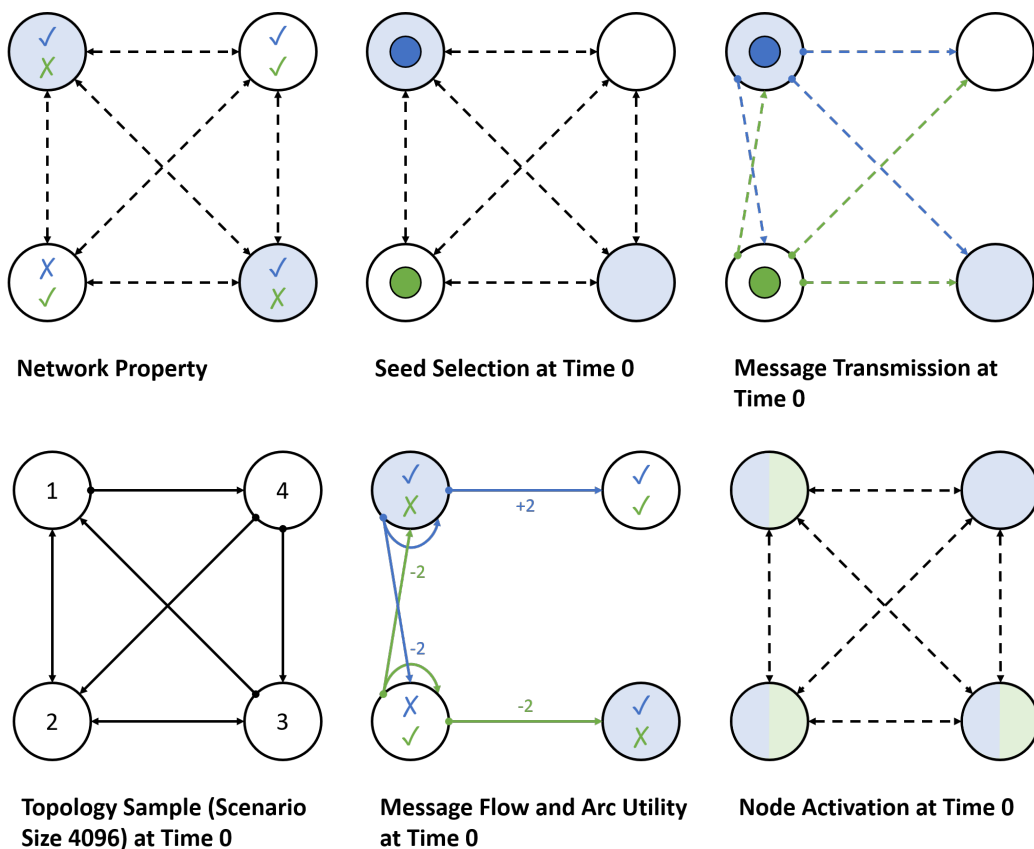 ✓
X
✓
✓
X
✓
✓
X
Network Property
Seed Selection at Time 0
Message Transmission at
Time 0
1
4
2
3
Topology Sample (Scenario
Size 4096) at Time 0
✓
X
✓
✓
+2
-2
-2
X
✓
-2
✓
X
Message Flow and Arc Utility
at Time 0
Node Activation at Time 0